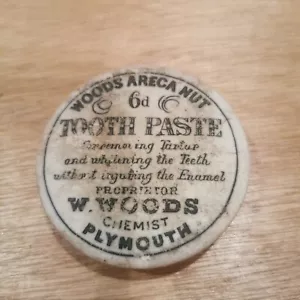 WOODS ARECA NUT
6d
TOOTH PASTE
Removing Tartar
and whitening the Teeth
without injuring the Enamel
PROPRIETOR
W. WOODS
CHEMIST
PLYMOUTH